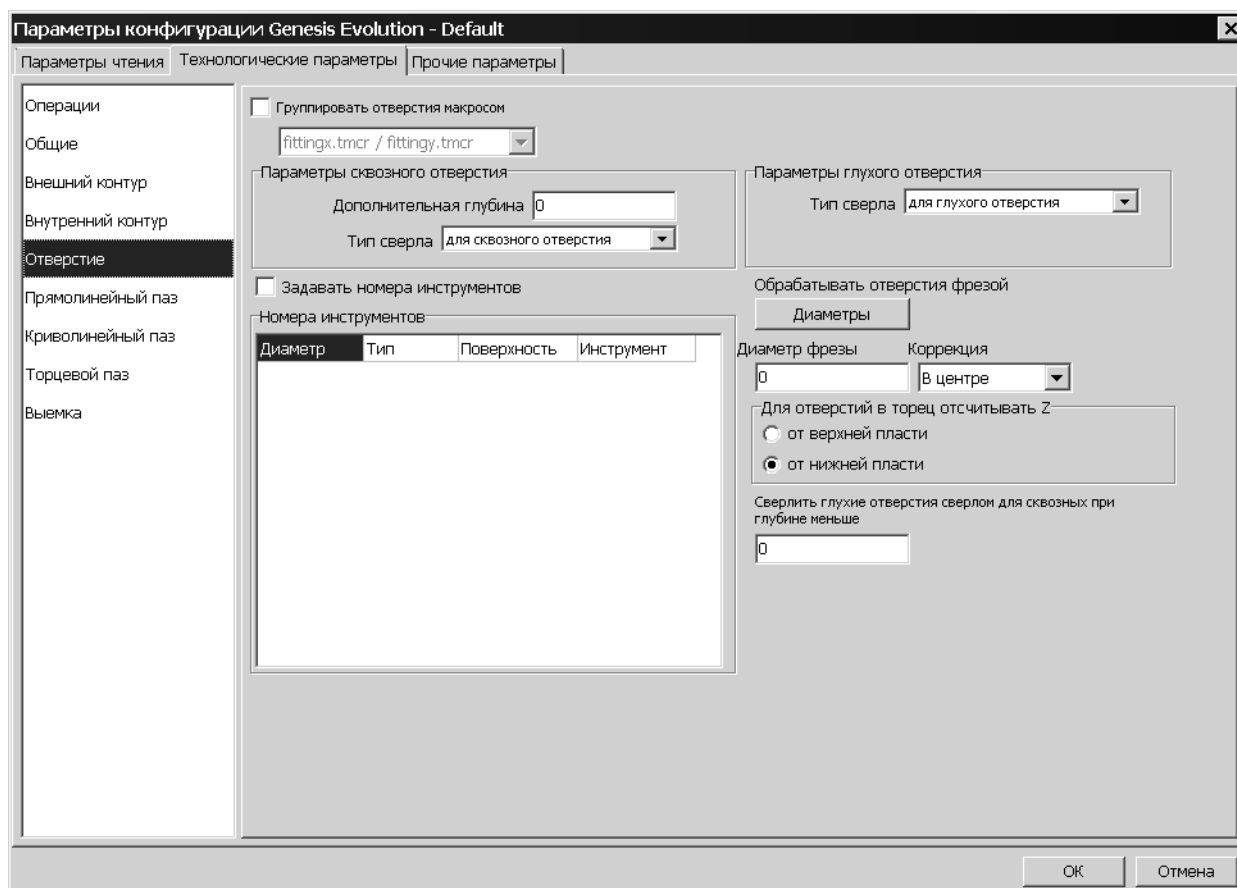 Параметры конфигурации Genesis Evolution - Default
Параметры чтения Технологические параметры Прочие параметры
Операции
Общие
Внешний контур
Внутренний контур
Отверстие
Прямолинейный паз
Криволинейный паз
Торцевой паз
Выемка
Группировать отверстия макросом
fittingx.tmcr / fittingy.tmcr
Параметры сквозного отверстия
Дополнительная глубина 0
Тип сверла для сквозного отверстия
Параметры глухого отверстия
Тип сверла для глухого отверстия
Задавать номера инструментов
Номера инструментов
Диаметр Тип Поверхность Инструмент
Обрабатывать отверстия фрезой
Диаметры
Диаметр фрезы Коррекция
0 В центре
Для отверстий в торец отсчитывать Z
от верхней пласти
от нижней пласти
Сверлить глухие отверстия сверлом для сквозных при
глубине меньше
0
ОК Отмена